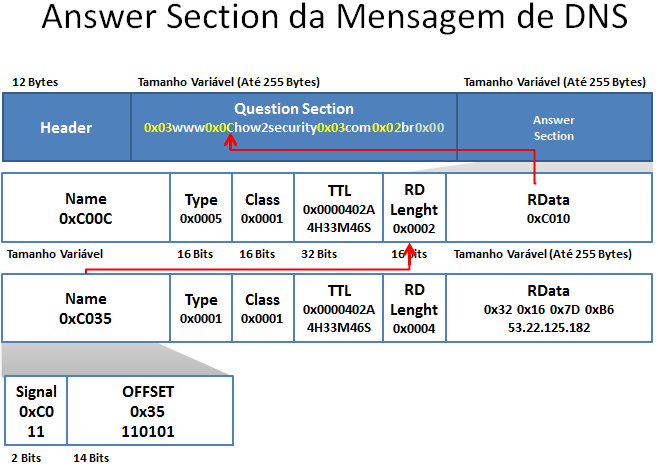 Answer Section da Mensagem de DNS
12 Bytes
Tamanho Variável (Até 255 Bytes)
Tamanho Variável (Até 255 Bytes)
Header
Question Section
0x03www0x0Chow2security0x03com0x02br0x00
Answer
Section
Name
0xC00C
Type
0x0005
Class
0x0001
TTL
0x0000402A
4H33M46S
RD
Lenght
0x0002
RData
0xC010
Tamanho Variável
16 Bits
16 Bits
32 Bits
16 Bits
Tamanho Varável (Até 255 Bytes)
Name
0xC035
Type
0x0001
Class
0x0001
TTL
0x0000402A
4H33M46S
RD
Lenght
0x0004
RData
0x32 0x16 0x7D 0xB6
53.22.125.182
Signal
0xC0
11
OFFSET
0x35
110101
2 Bits
14 Bits